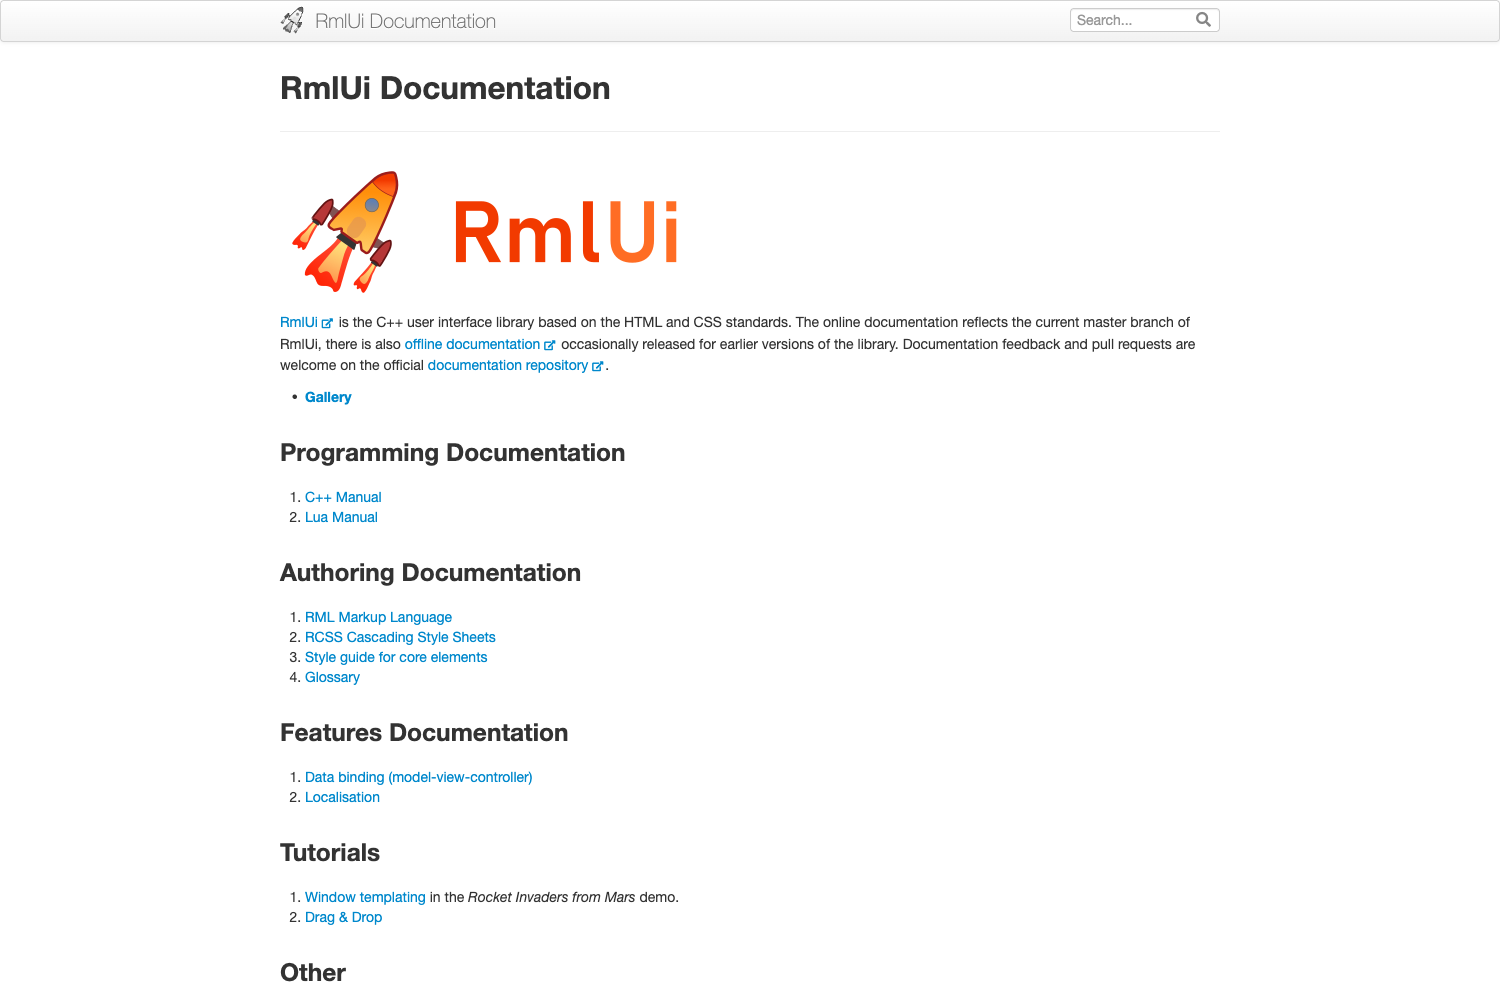 RmlUi Documentation
Search...
RmlUi Documentation
RmlUi
RmlUi is the C++ user interface library based on the HTML and CSS standards. The online documentation reflects the current master branch of
RmlUi, there is also offline documentation occasionally released for earlier versions of the library. Documentation feedback and pull requests are
welcome on the official documentation repository.
• Gallery
Programming Documentation
1. C++ Manual
2. Lua Manual
Authoring Documentation
1. RML Markup Language
2. RCSS Cascading Style Sheets
3. Style guide for core elements
4. Glossary
Features Documentation
1. Data binding (model-view-controller)
2. Localisation
Tutorials
1. Window templating in the Rocket Invaders from Mars demo.
2. Drag & Drop
Other